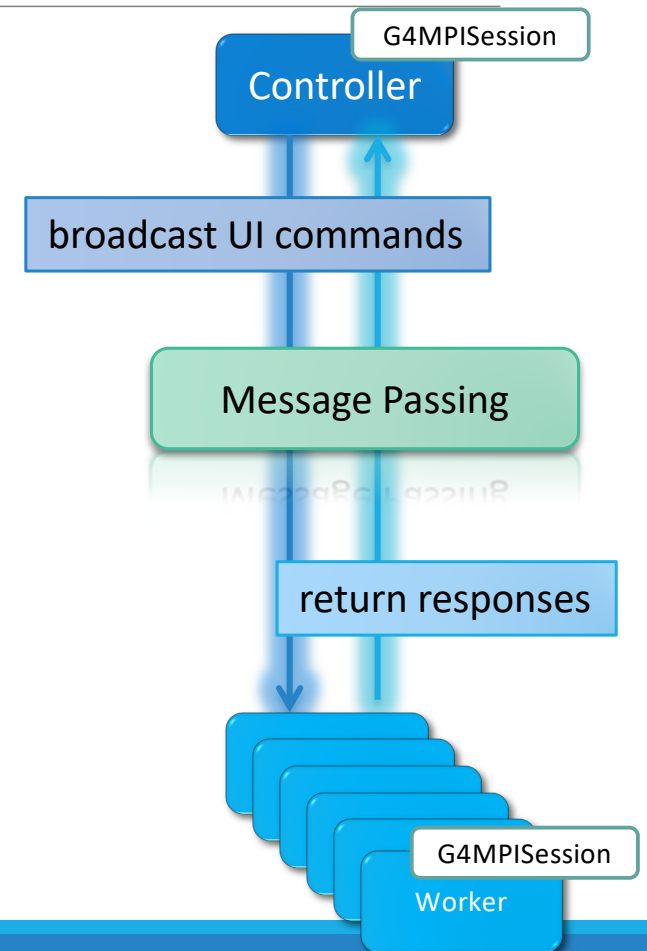 G4MPISession
Controller
broadcast UI commands
Message Passing
return responses
G4MPISession
Worker